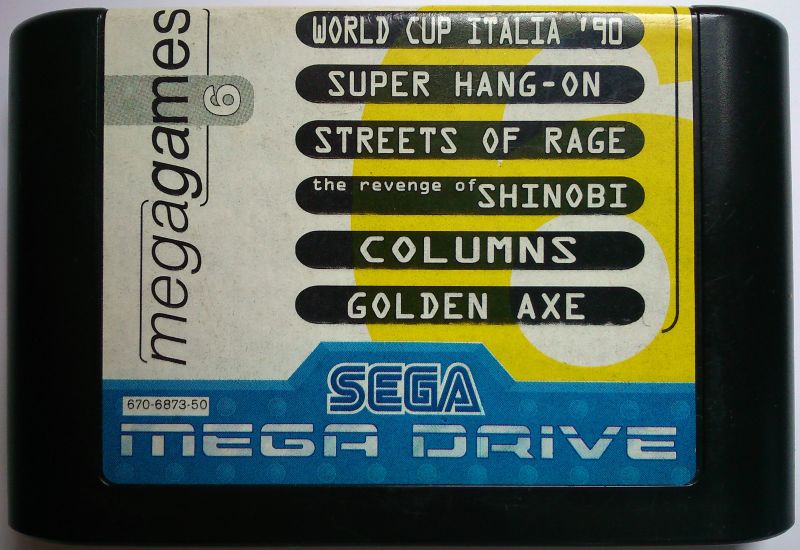 megagames
6
WORLD CUP ITALIA '90
SUPER HANG-ON
STREETS OF RAGE
the revenge of SHINOBI
COLUMNS
GOLDEN AXE
SEGA
670-6873-50
MEGA DRIVE